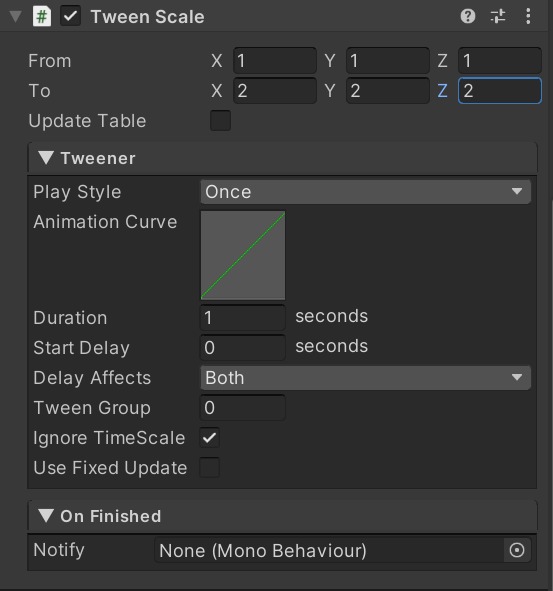 Tween Scale
From X 1 Y 1 Z 1
To X 2 Y 2 Z 2
Update Table
Tweener
Play Style Once
Animation Curve
Duration 1 seconds
Start Delay 0 seconds
Delay Affects Both
Tween Group 0
Ignore TimeScale
Use Fixed Update
On Finished
Notify None (Mono Behaviour)